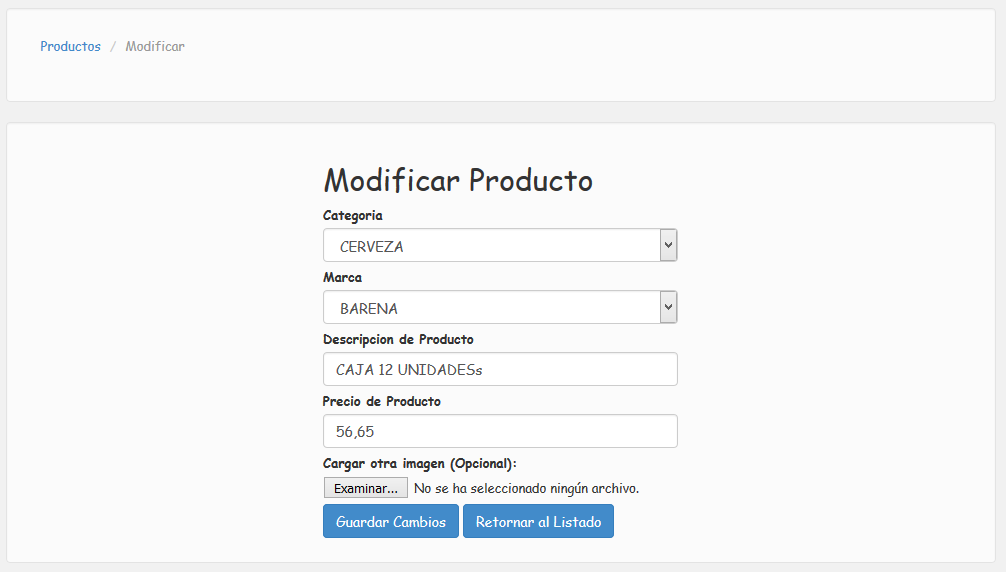 Productos / Modificar
Modificar Producto
Categoria
CERVEZA
Marca
BARENA
Descripcion de Producto
CAJA 12 UNIDADESs
Precio de Producto
56,65
Cargar otra imagen (Opcional):
Examinar... No se ha seleccionado ningún archivo.
Guardar Cambios Retornar al Listado